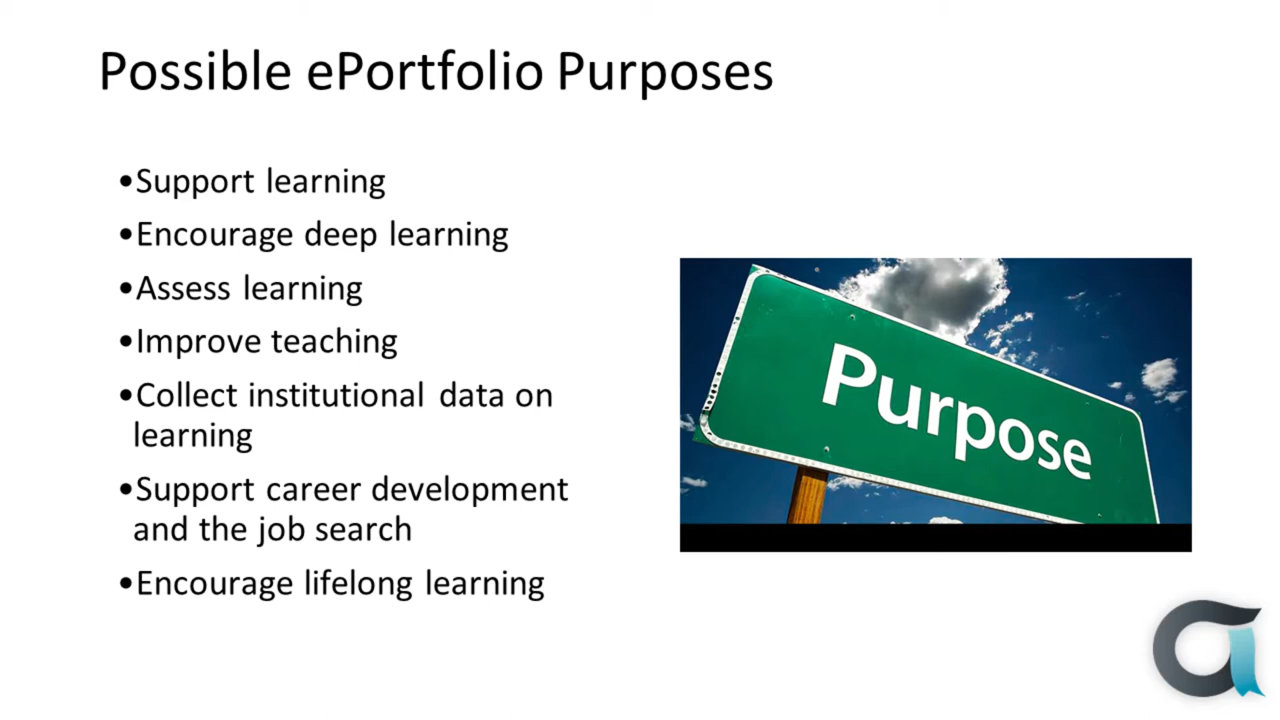 Possible ePortfolio Purposes
•Support learning
•Encourage deep learning
•Assess learning
•Improve teaching
•Collect institutional data on
learning
•Support career development
and the job search
•Encourage lifelong learning
Purpose